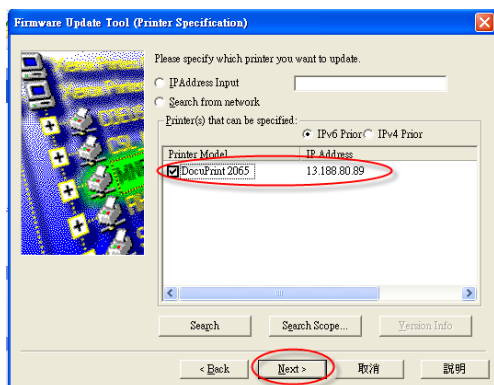 Firmware Update Tool (Printer Specification)
Please specify which printer you want to update.
IPAddress Input
Search from network
Printer(s) that can be specified:
IPv6 Prior IPv4 Prior
Printer Model IP Address
DocuPrint 2065 13.188.80.89
Search Search Scope... Version Info
< Back Next > 取消 說明